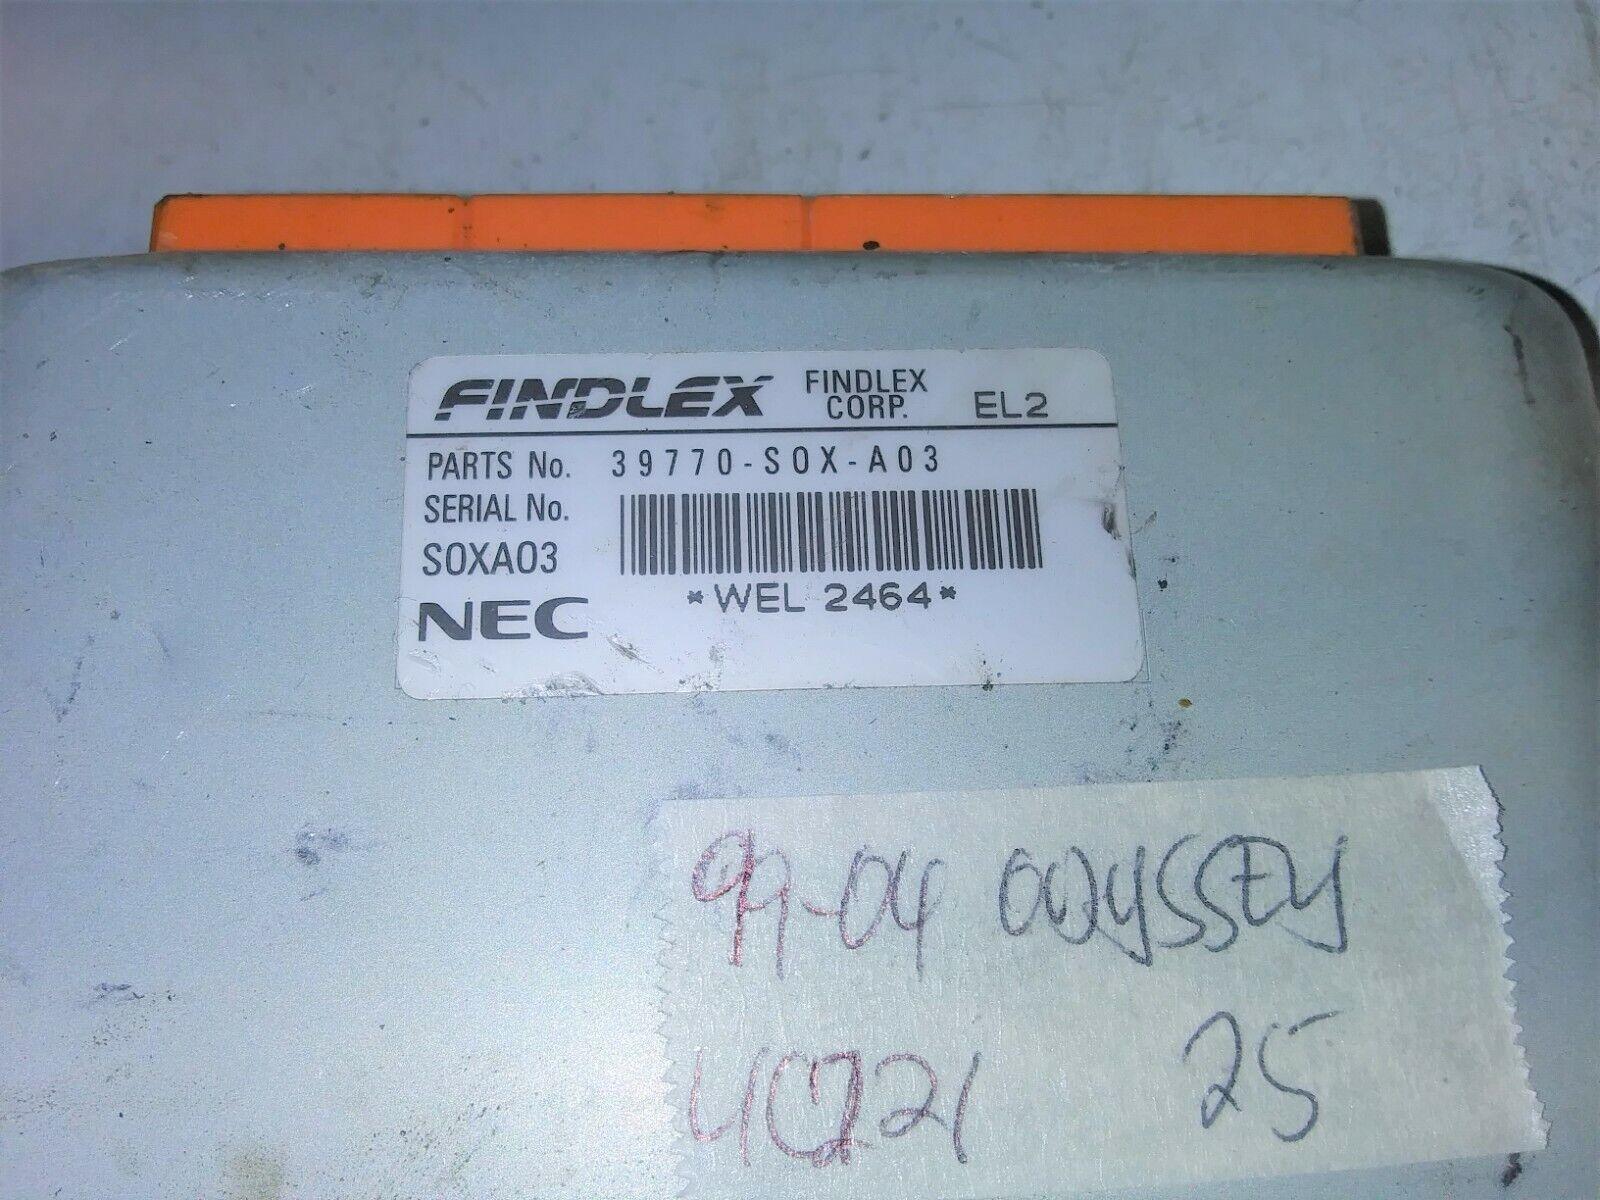 FINDLEX FINDLEX CORP. EL2
PARTS No. 39770-S0X-A03
SERIAL No.
S0XA03
*WEL 2464*
NEC
99-04 ODYSSEY
25